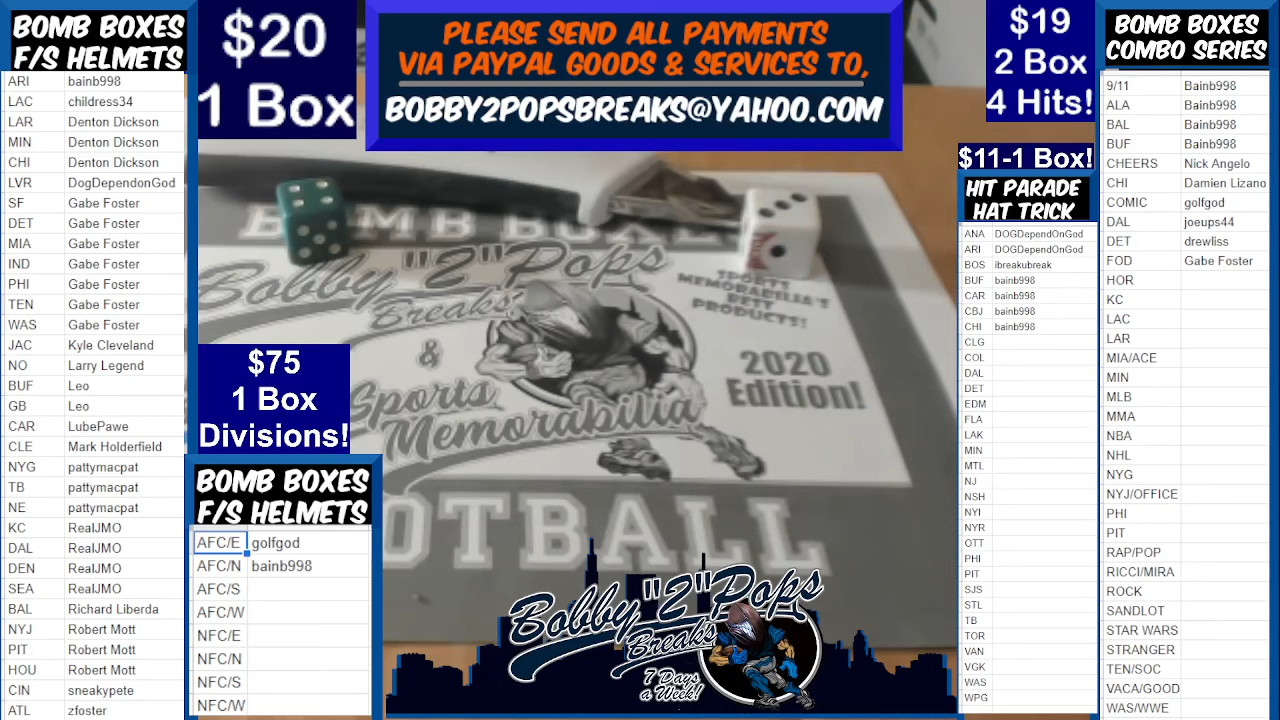 BOMB BOXES
F/S HELMETS
ARI bainb998
LAC childress34
LAR Denton Dickson
MIN Denton Dickson
CHI Denton Dickson
LVR DogDependonGod
SF Gabe Foster
DET Gabe Foster
MIA Gabe Foster
IND Gabe Foster
PHI Gabe Foster
TEN Gabe Foster
WAS Gabe Foster
JAC Kyle Cleveland
NO Larry Legend
BUF Leo
GB Leo
CAR LubePawe
CLE Mark Holderfield
NYG pattymacpat
TB pattymacpat
NE pattymacpat
KC RealJMO
DAL RealJMO
DEN RealJMO
SEA RealJMO
BAL Richard Liberda
NYJ Robert Mott
PIT Robert Mott
HOU Robert Mott
CIN sneakypete
ATL zfoster
$20
1 Box
PLEASE SEND ALL PAYMENTS
VIA PAYPAL GOODS & SERVICES TO,
BOBBY2POPSBREAKS@YAHOO.COM
$75
1 Box
Divisions!
BOMB BOXES
F/S HELMETS
AFC/E golfgod
AFC/N bainb998
AFC/S
AFC/W
NFC/E
NFC/N
NFC/S
NFC/W
BOMB BOXES
Bobby "2" Pops
Breaks
&
Sports
Memorabilia
SPORTS
MEMORABILIA'S
BEST
PRODUCTS!
2020
Edition!
FOOTBALL
Bobby "2" Pops
Breaks
7 Days
a Week!
$19
2 Box
4 Hits!
$11-1 Box!
HIT PARADE
HAT TRICK
ANA DOGDependOnGod
ARI DOGDependOnGod
BOS ibreakubreak
BUF bainb998
CAR bainb998
CBJ bainb998
CHI bainb998
CLG
COL
DAL
DET
EDM
FLA
LAK
MIN
MTL
NJ
NSH
NYI
NYR
OTT
PHI
PIT
SJS
STL
TB
TOR
VAN
VGK
WAS
WPG
BOMB BOXES
COMBO SERIES
9/11 Bainb998
ALA Bainb998
BAL Bainb998
BUF Bainb998
CHEERS Nick Angelo
CHI Damien Lizano
COMIC golfgod
DAL joeups44
DET drewliss
FOD Gabe Foster
HOR
KC
LAC
LAR
MIA/ACE
MIN
MLB
MMA
NBA
NHL
NYG
NYJ/OFFICE
PHI
PIT
RAP/POP
RICCI/MIRA
ROCK
SANDLOT
STAR WARS
STRANGER
TEN/SOC
VACA/GOOD
WAS/WWE